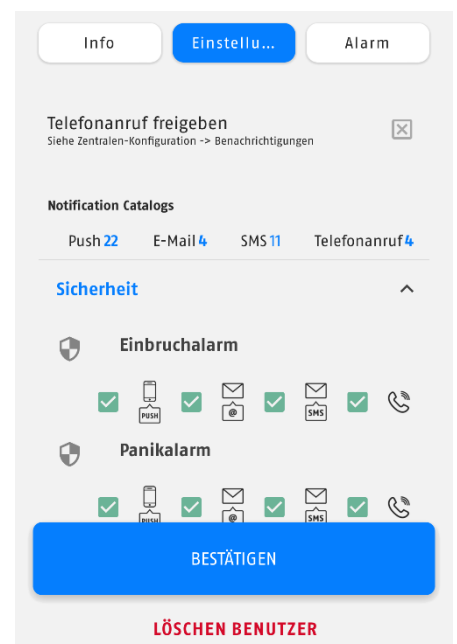 Info Einstellu... Alarm
Telefonanruf freigeben
Siehe Zentralen-Konfiguration -> Benachrichtigungen
Notification Catalogs
Push 22 E-Mail 4 SMS 11 Telefonanruf 4
Sicherheit
Einbruchalarm
PUSH @ SMS
Panikalarm
PUSH @ SMS
BESTÄTIGEN
LÖSCHEN BENUTZER